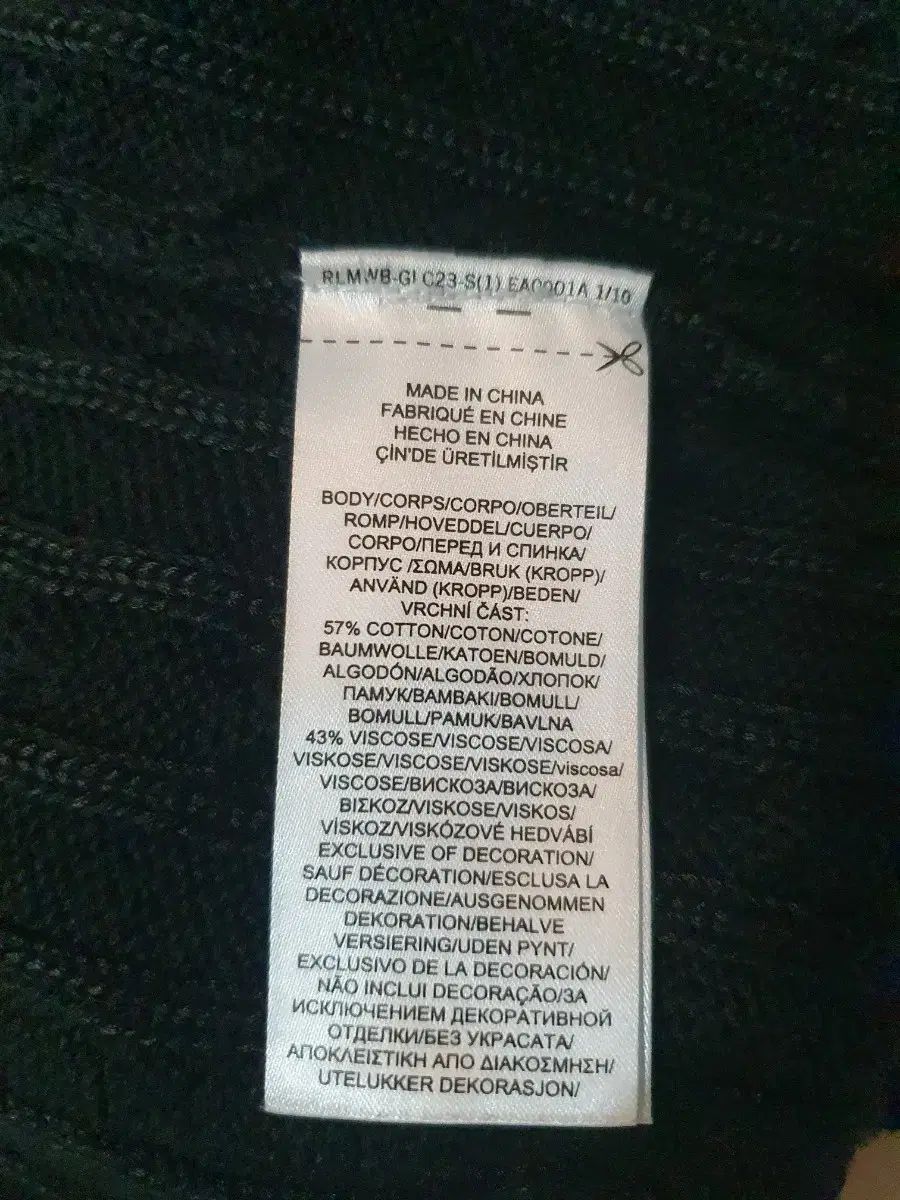 C23-S(1) 1/10
MADE IN CHINA
FABRIQUÉ EN CHINE
HECHO EN CHINA
ÇİN'DE ÜRETİLMİŞTİR
BODY/CORPS/CORPO/OBERTEIL/
ROMP/HOVEDDEL/CUERPO/
CORPO/ПЕРЕД И СПИНКА/
КОРПУС /ΣΩΜΑ/BRUK (KROPP)/
ANVÄND (KROPP)/BEDEN/
VRCHNÍ ČÁST:
57% COTTON/COTON/COTONE/
BAUMWOLLE/KATOEN/BOMULD/
ALGODÓN/ALGODÃO/ХЛОПОК/
ПАМУК/ΒΑΜΒΑΚΙ/BOMULL/
BOMULL/PAMUK/BAVLNA
43% VISCOSE/VISCOSE/VISCOSA/
VISKOSE/VISCOSE/VISKOSE/viscosa/
VISCOSE/ВИСКОЗА/ВИСКОЗА/
ΒΙΣΚΟΖ/VISKOSE/VISKOS/
VİSKOZ/VISKÓZOVÉ HEDVÁBÍ
EXCLUSIVE OF DECORATION/
SAUF DÉCORATION/ESCLUSA LA
DECORAZIONE/AUSGENOMMEN
DEKORATION/BEHALVE
VERSIERING/UDEN PYNT/
EXCLUSIVO DE LA DECORACIÓN/
NÃO INCLUI DECORAÇÃO/ЗА
ИСКЛЮЧЕНИЕМ ДЕКОРАТИВНОЙ
ОТДЕЛКИ/БЕЗ УКРАСАТА/
ΑΠΟΚΛΕΙΣΤΙΚΗ ΑΠΟ ΔΙΑΚΟΣΜΗΣΗ/
UTELUKKER DEKORASJON/